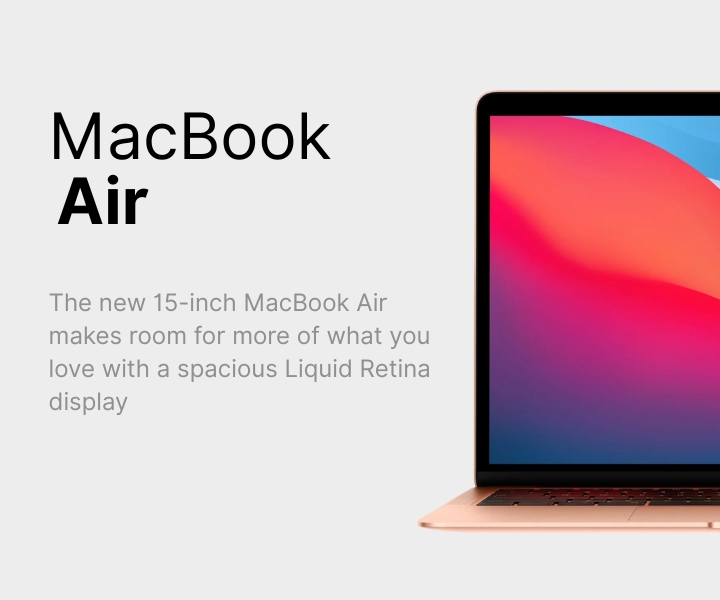 MacBook
Air
The new 15-inch MacBook Air
makes room for more of what you
love with a spacious Liquid Retina
display